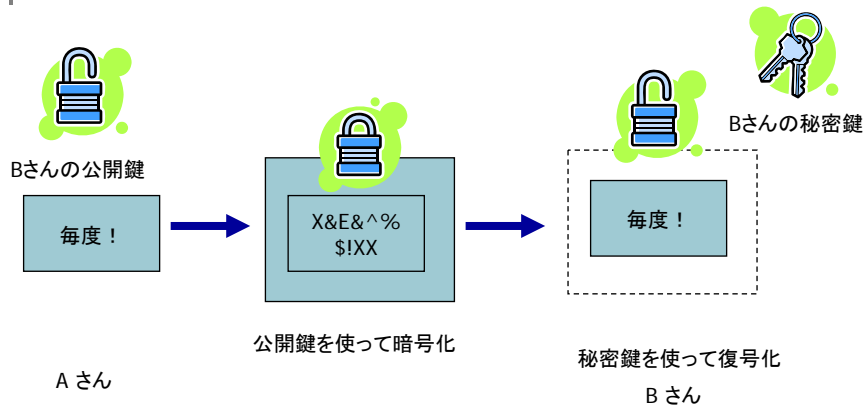 Bさんの公開鍵
毎度！
X&E&^%
$!XX
公開鍵を使って暗号化
Bさんの秘密鍵
毎度！
秘密鍵を使って復号化
A さん
B さん